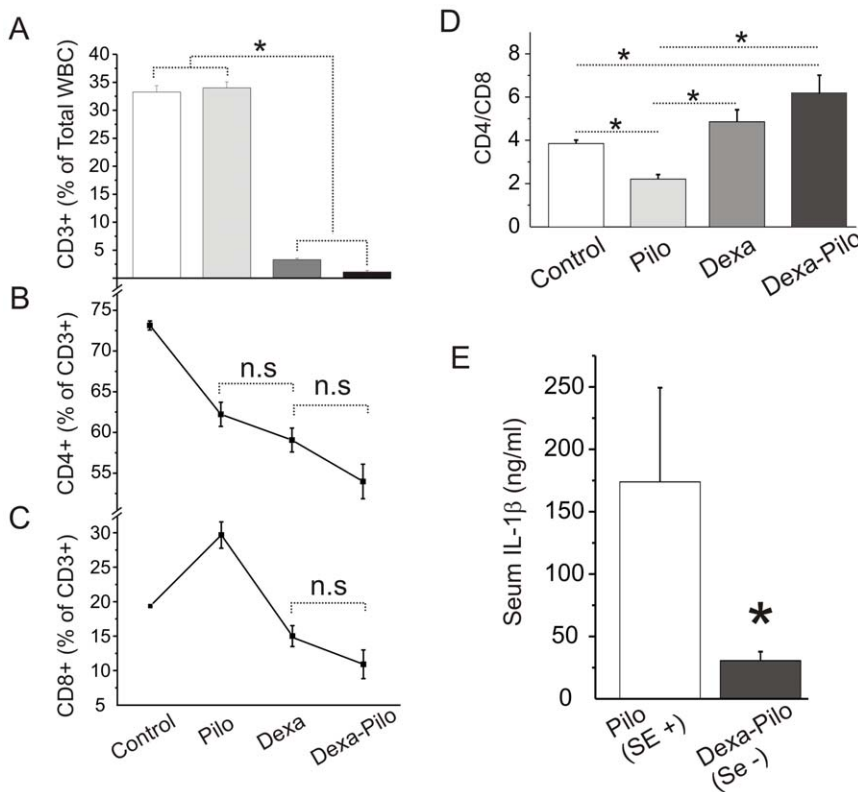 A
CD3+ (% of Total WBC)
40
35
30
25
20
15
10
5
*
B
CD4+ (% of CD3+)
75
70
65
60
55
n.s
n.s
C
CD8+ (% of CD3+)
30
25
20
15
10
5
n.s
Control
Pilo
Dexa
Dexa-Pilo
D
CD4/CD8
8
6
4
2
0
*
*
*
*
Control
Pilo
Dexa
Dexa-Pilo
E
Seum IL-1β (ng/ml)
250
200
150
100
50
0
*
Pilo
(SE +)
Dexa-Pilo
(Se -)